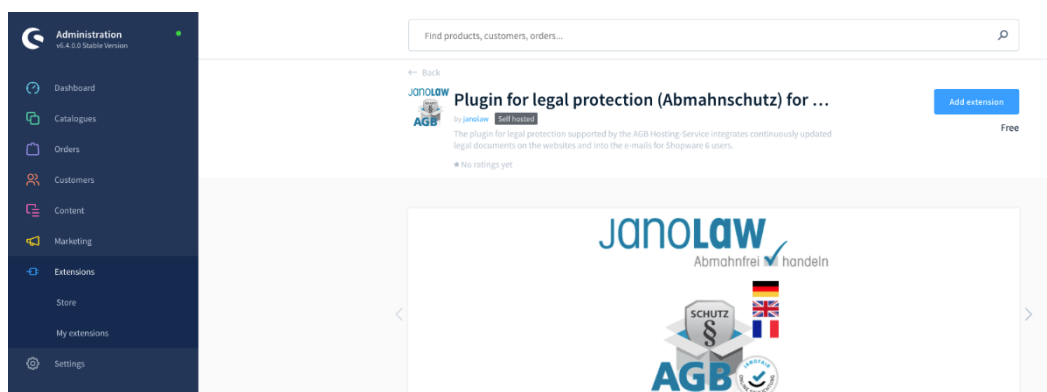 Administration
v6.4.0.0 Stable Version
Dashboard
Catalogues
Orders
Customers
Content
Marketing
Extensions
Store
My extensions
Settings
Find products, customers, orders...
← Back
JANOLAW
AGB
Plugin for legal protection (Abmahnschutz) for ...
by janolaw Self hosted
The plugin for legal protection supported by the AGB Hosting-Service integrates continuously updated
legal documents on the websites and into the e-mails for Shopware 6 users.
No ratings yet
Add extension
Free
JANOLAW
Abmahnfrei handeln
SCHUTZ
§
AGB